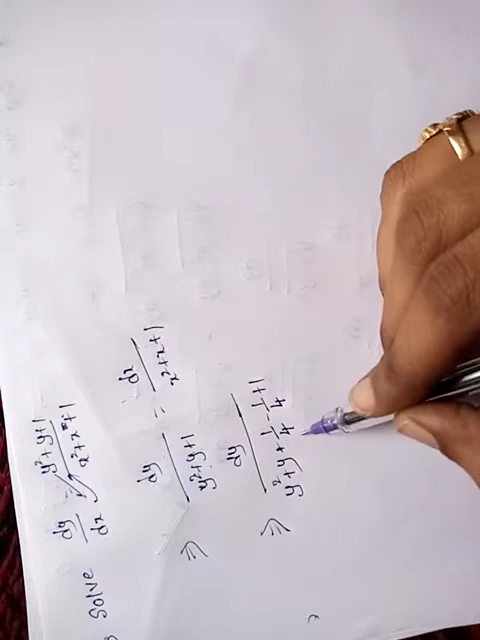 3 Solve dy/dx = y²+y+1/x²+x+1
⇒ dy/y²+y+1 = dx/x²+x+1
⇒ dy/y²+y+1/4-1/4+1